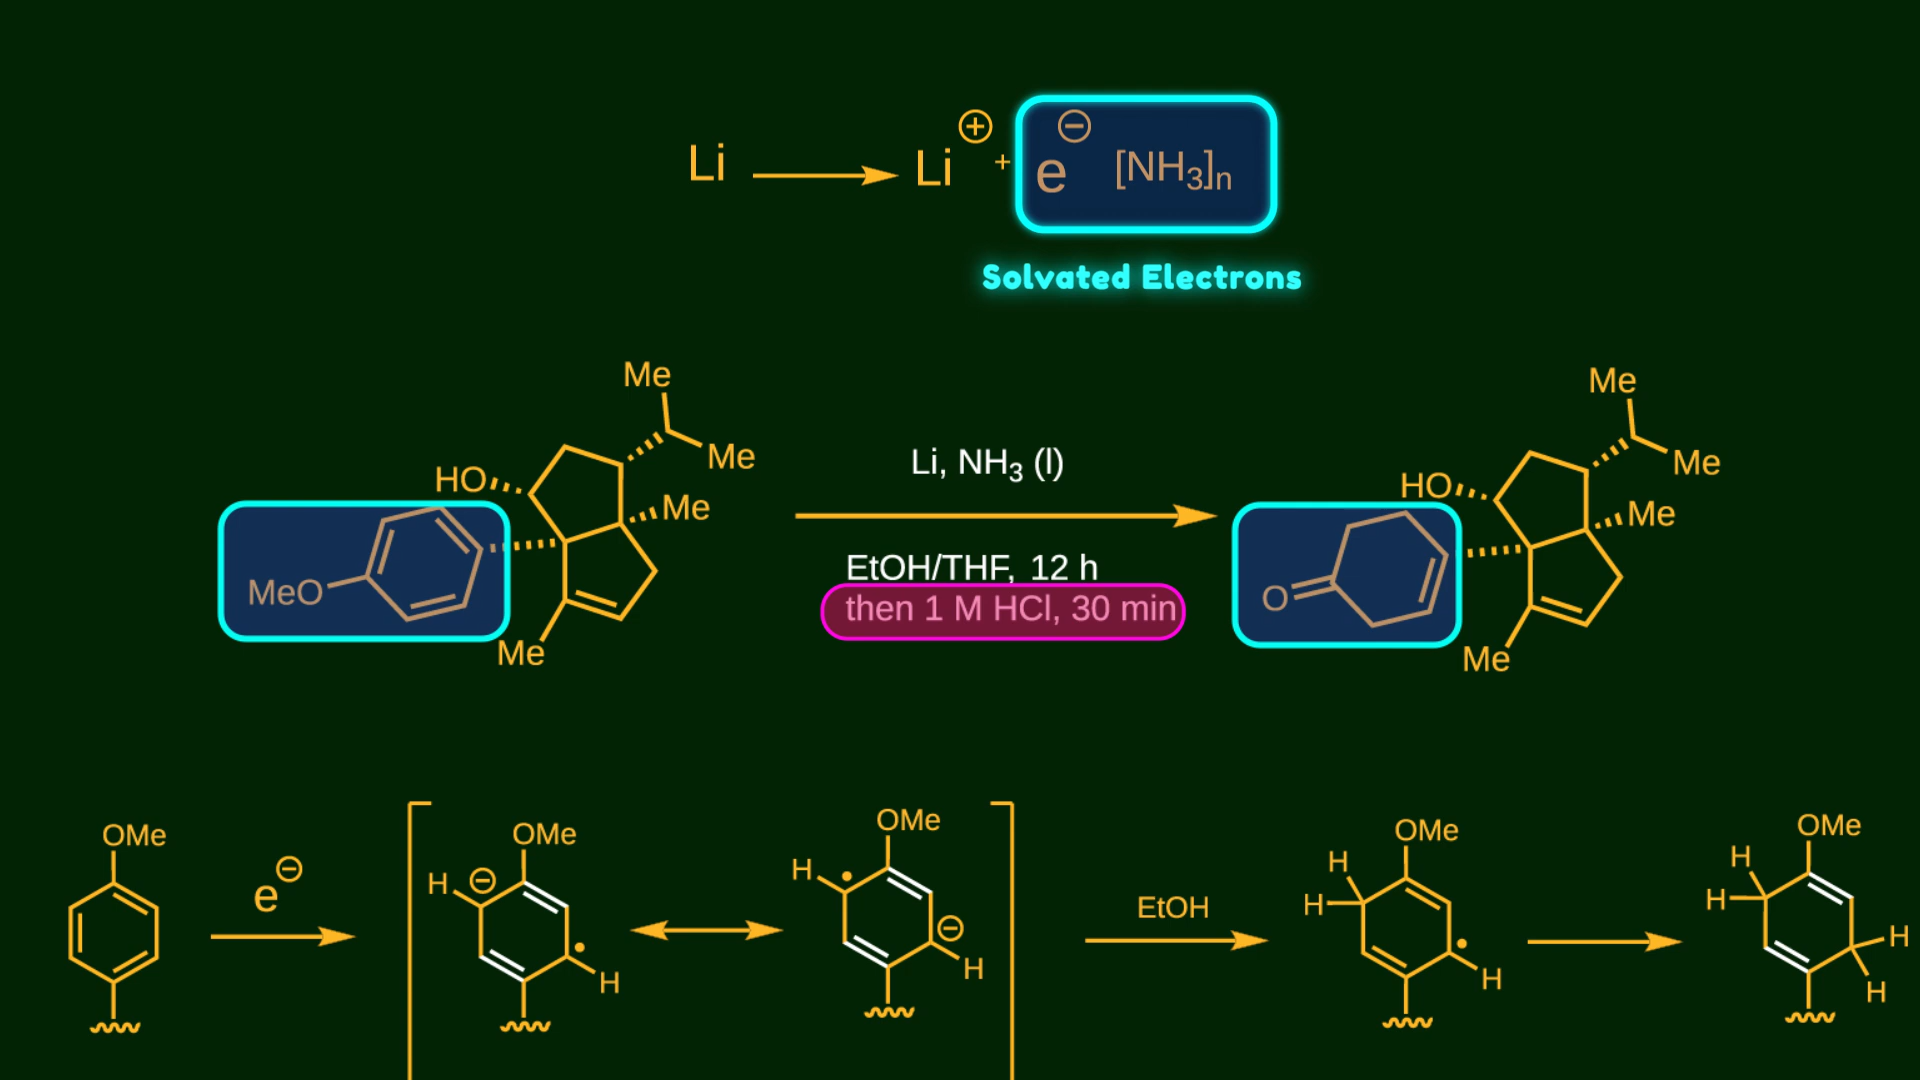 Li
Li ⊕ + e ⊖ [NH₃]n
Solvated Electrons
Me
Me
HO
Me
MeO
Me
Li, NH₃ (l)
EtOH/THF, 12 h
then 1 M HCl, 30 min
Me
Me
HO
Me
O
Me
OMe
e⊖
OMe
H ⊖
H
OMe
H
⊖
H
EtOH
OMe
H
H
H
OMe
H
H
H
H